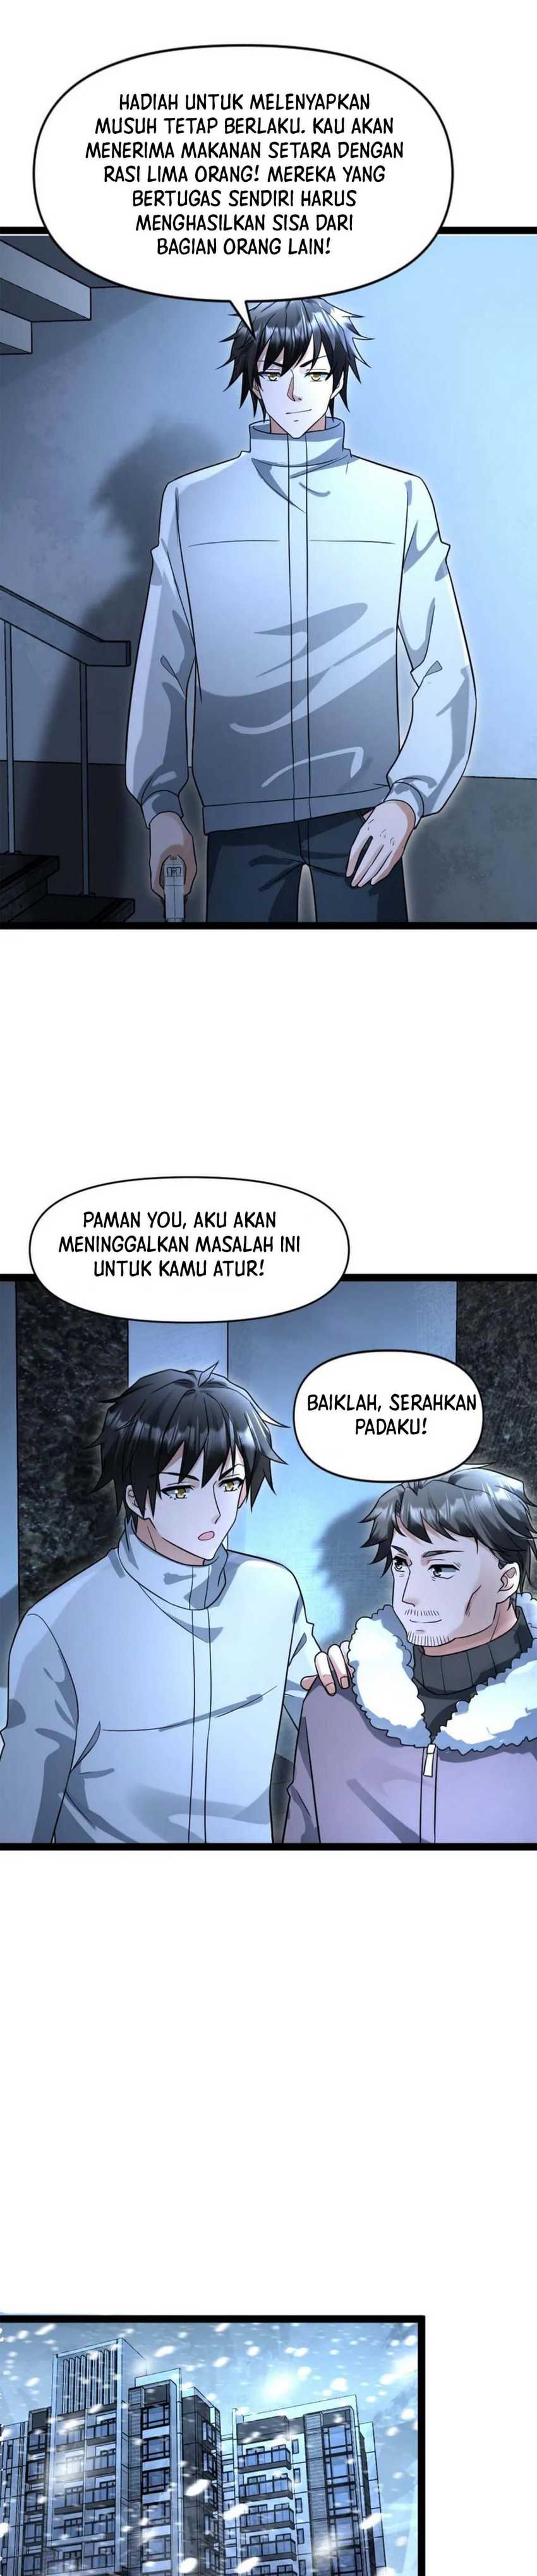 HADIAH UNTUK MELENYAPKAN
MUSUH TETAP BERLAKU. KAU AKAN
MENERIMA MAKANAN SETARA DENGAN
RASI LIMA ORANG! MEREKA YANG
BERTUGAS SENDIRI HARUS
MENGHASILKAN SISA DARI
BAGIAN ORANG LAIN!
PAMAN YOU, AKU AKAN
MENINGGALKAN MASALAH INI
UNTUK KAMU ATUR!
BAIKLAH, SERAHKAN
PADAKU!